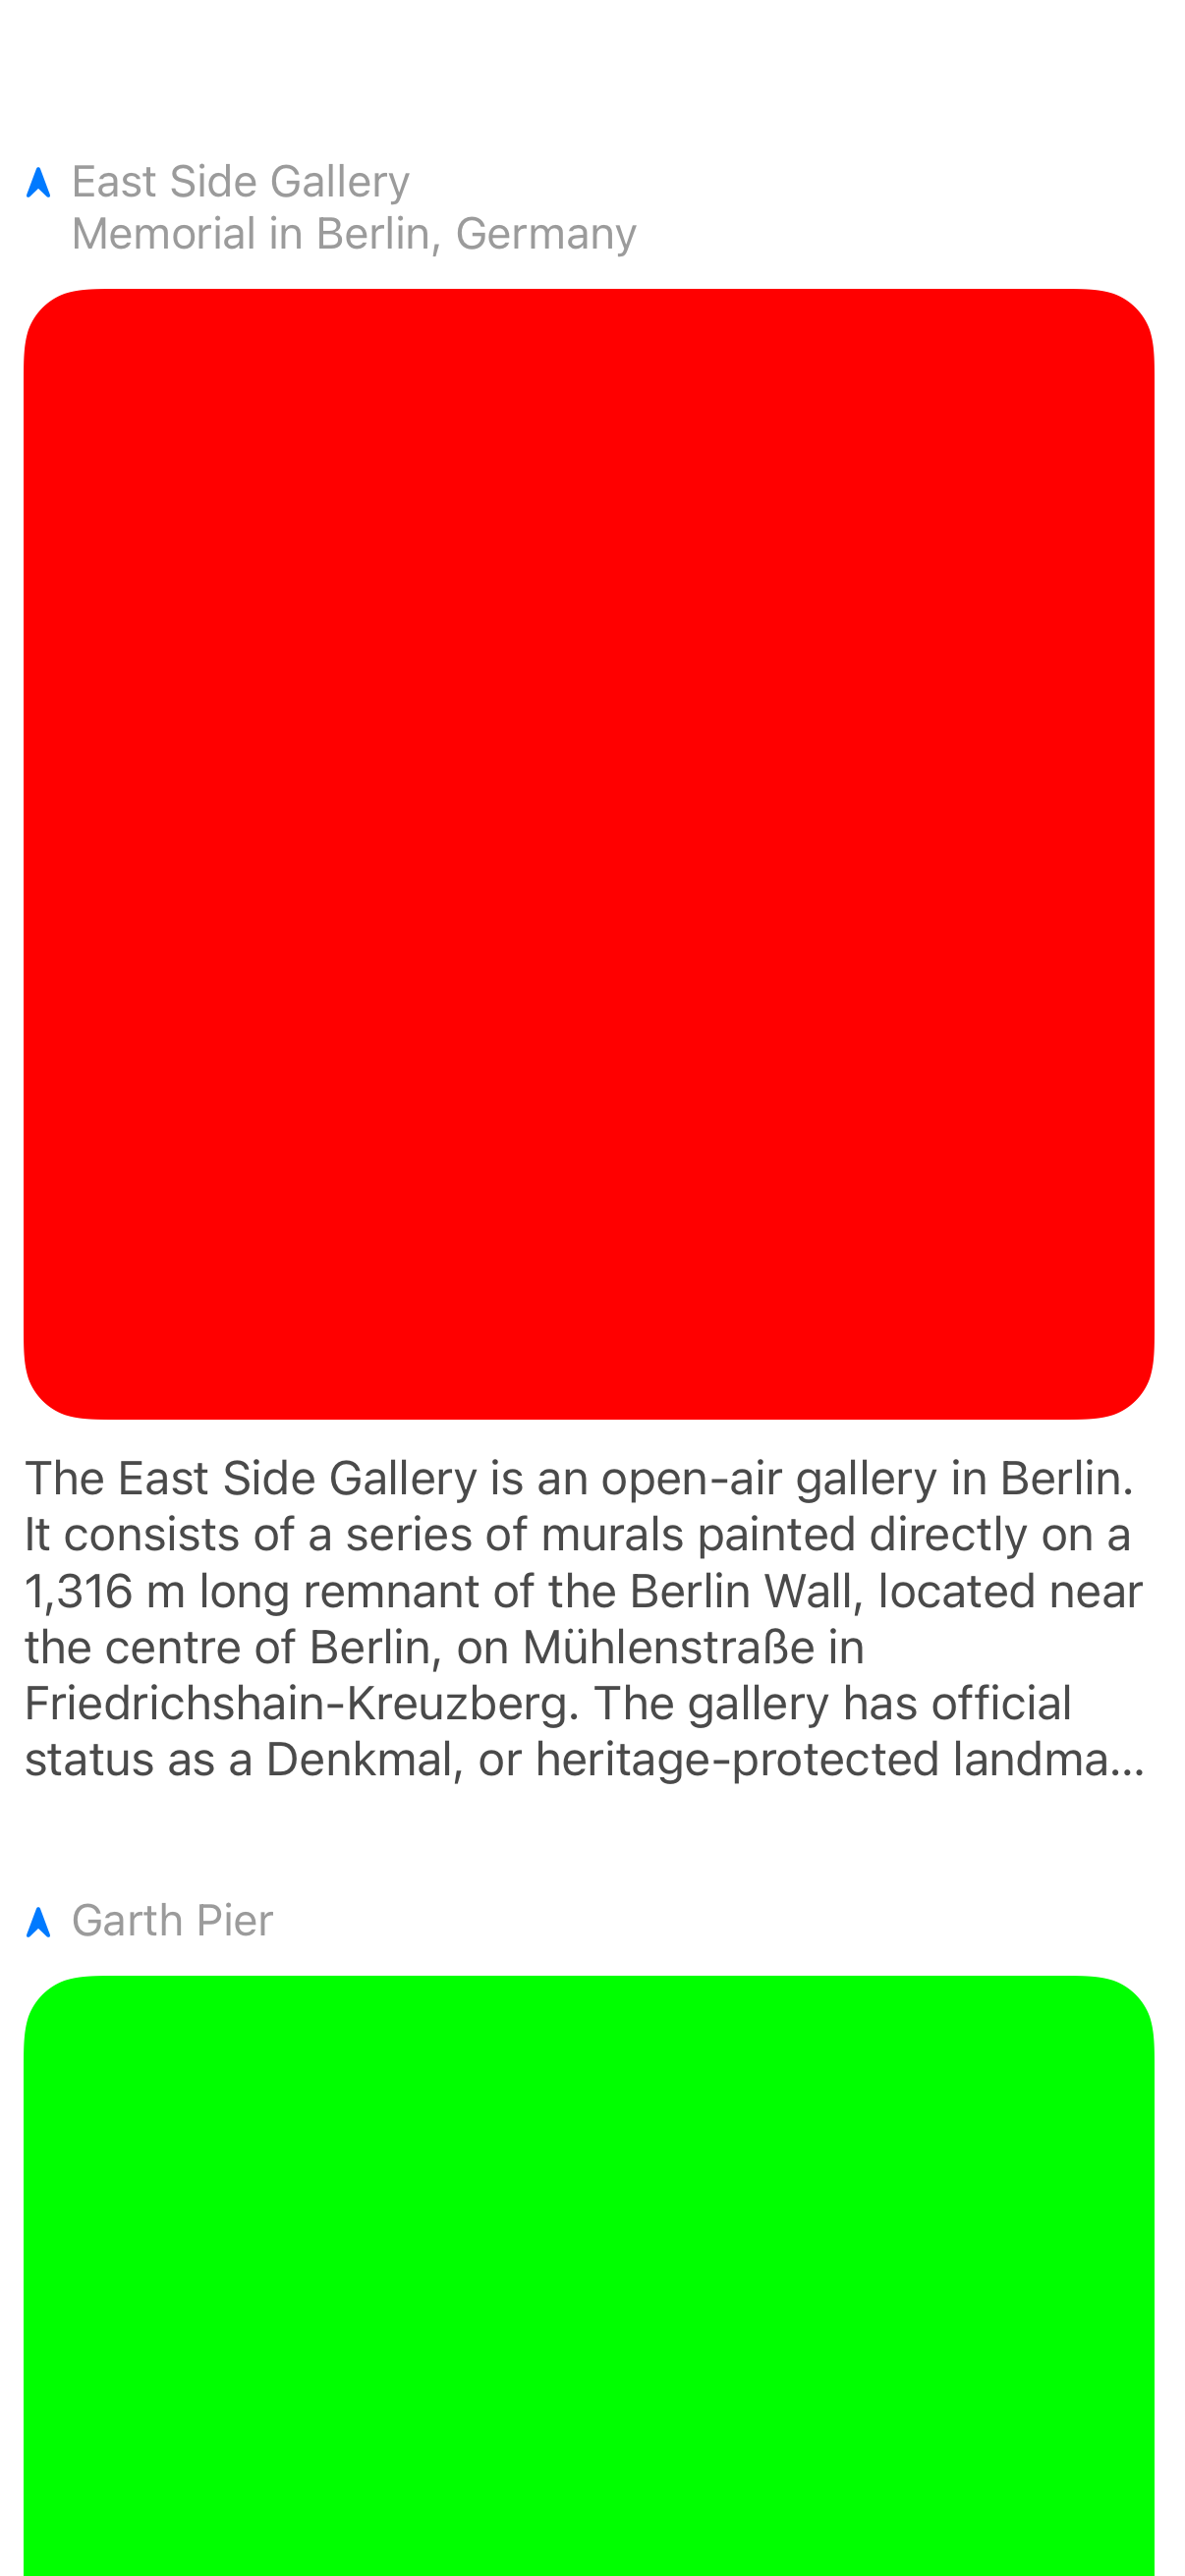 East Side Gallery
Memorial in Berlin, Germany
The East Side Gallery is an open-air gallery in Berlin.
It consists of a series of murals painted directly on a
1,316 m long remnant of the Berlin Wall, located near
the centre of Berlin, on Mühlenstraße in
Friedrichshain-Kreuzberg. The gallery has official
status as a Denkmal, or heritage-protected landma...
Garth Pier